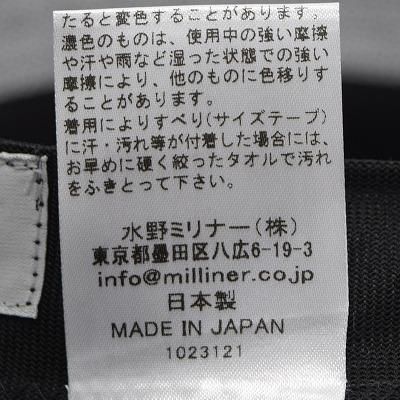 たると変色することがあります。
濃色のものは、使用中の強い摩擦
や汗や雨など湿った状態での強い
摩擦により、他のものに色移りす
ることがあります。
着用によりすべり(サイズテープ)
に汗・汚れ等が付着した場合には、
お早めに硬く絞ったタオルで汚れ
をふきとって下さい。
水野ミリナー(株)
東京都墨田区八広6-19-3
info@milliner.co.jp
日本製
MADE IN JAPAN
1023121